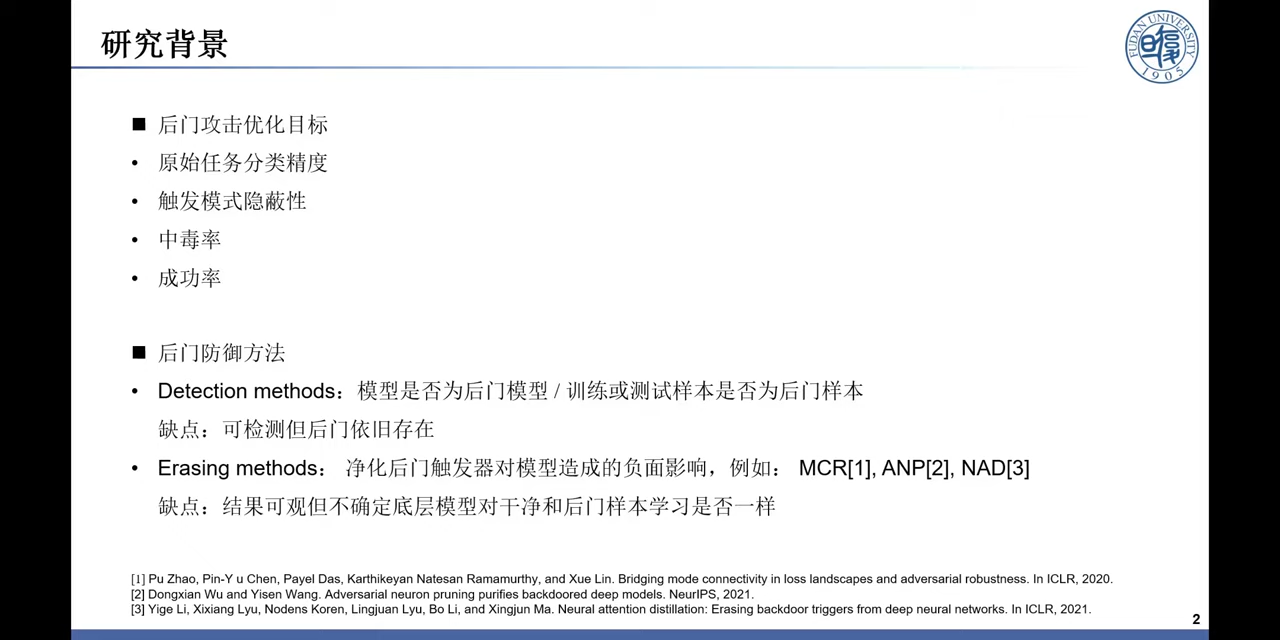 研究背景
FUDAN UNIVERSITY
1905
■ 后门攻击优化目标
• 原始任务分类精度
• 触发模式隐蔽性
• 中毒率
• 成功率
■ 后门防御方法
• Detection methods：模型是否为后门模型 / 训练或测试样本是否为后门样本
缺点：可检测但后门依旧存在
• Erasing methods： 净化后门触发器对模型造成的负面影响，例如： MCR[1], ANP[2], NAD[3]
缺点：结果可观但不确定底层模型对干净和后门样本学习是否一样
[1] Pu Zhao, Pin-Y u Chen, Payel Das, Karthikeyan Natesan Ramamurthy, and Xue Lin. Bridging mode connectivity in loss landscapes and adversarial robustness. In ICLR, 2020.
[2] Dongxian Wu and Yisen Wang. Adversarial neuron pruning purifies backdoored deep models. NeurIPS, 2021.
[3] Yige Li, Xixiang Lyu, Nodens Koren, Lingjuan Lyu, Bo Li, and Xingjun Ma. Neural attention distillation: Erasing backdoor triggers from deep neural networks. In ICLR, 2021.
2